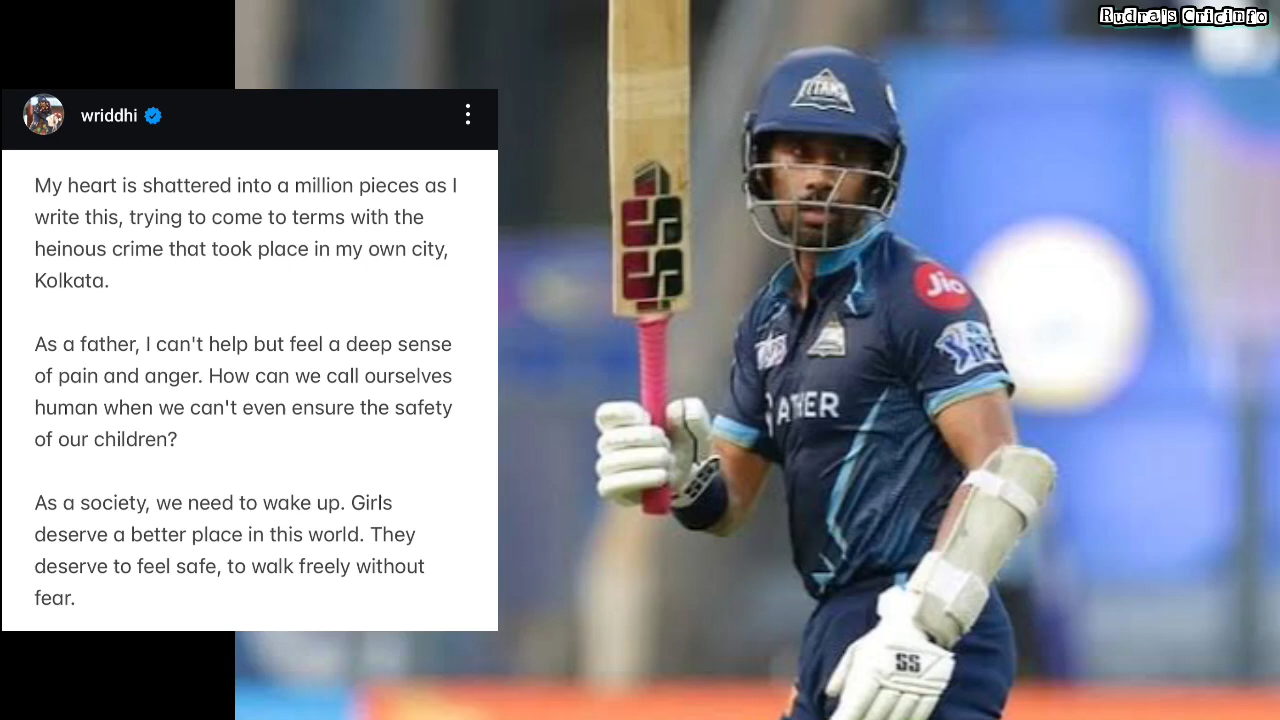 Rudra's Cricinfo
wriddhi
My heart is shattered into a million pieces as I
write this, trying to come to terms with the
heinous crime that took place in my own city,
Kolkata.
As a father, I can't help but feel a deep sense
of pain and anger. How can we call ourselves
human when we can't even ensure the safety
of our children?
As a society, we need to wake up. Girls
deserve a better place in this world. They
deserve to feel safe, to walk freely without
fear.
TITANS
SS
Jio
ATHER
SS